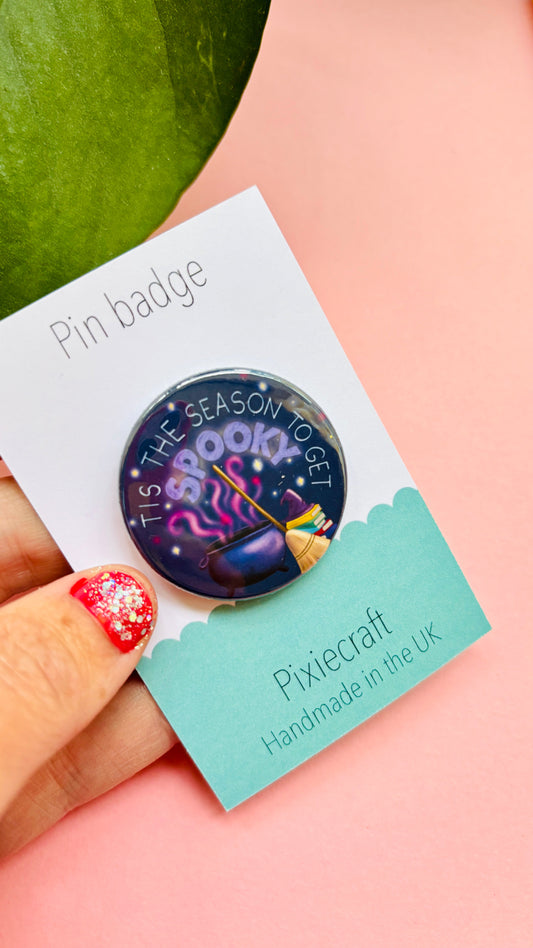 Pin badge
TIS THE SEASON TO GET
SPOOKY
Pixiecraft
Handmade in the UK